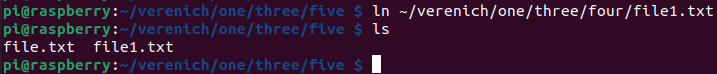 pi@raspberry:~/verenich/one/three/five $ ln ~/verenich/one/three/four/file1.txt
pi@raspberry:~/verenich/one/three/five $ ls
file.txt  file1.txt
pi@raspberry:~/verenich/one/three/five $